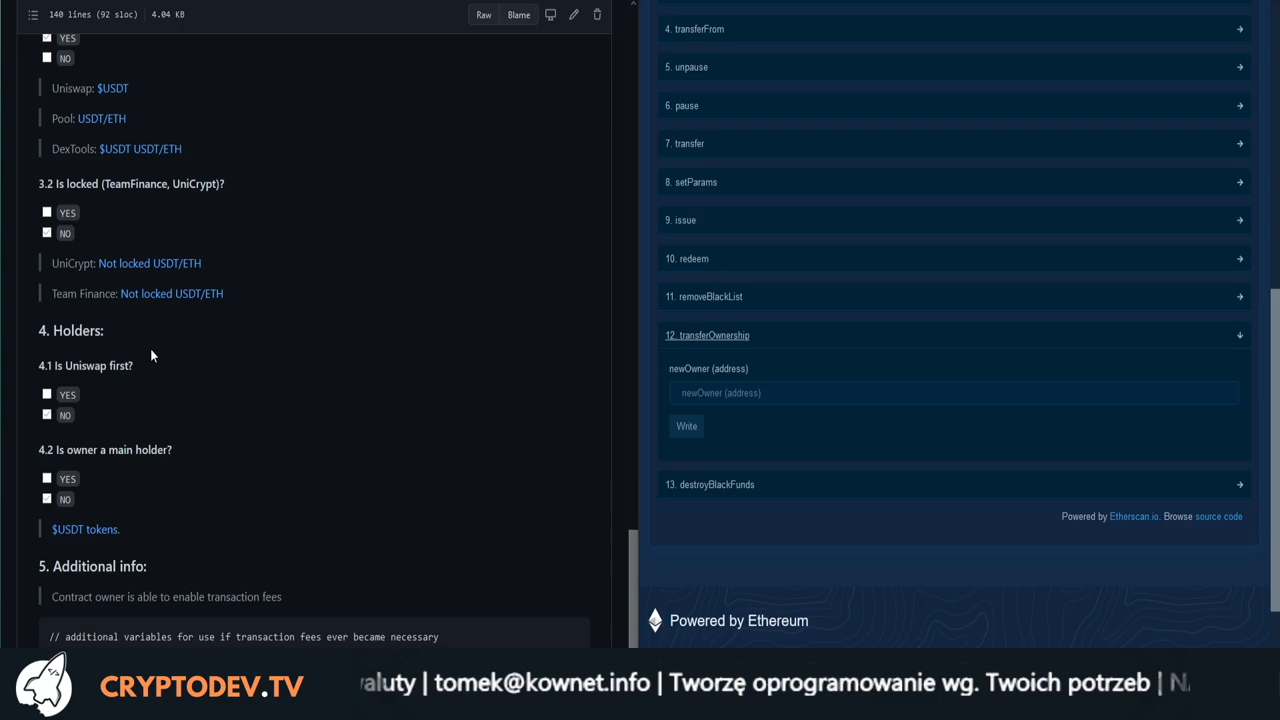 140 lines (92 sloc)
4.04 KB
Raw
Blame
YES
NO
Uniswap: $USDT
Pool: USDT/ETH
DexTools: $USDT USDT/ETH
3.2 Is locked (TeamFinance, UniCrypt)?
YES
NO
UniCrypt: Not locked USDT/ETH
Team Finance: Not locked USDT/ETH
4. Holders:
4.1 Is Uniswap first?
YES
NO
4.2 Is owner a main holder?
YES
NO
$USDT tokens.
5. Additional info:
Contract owner is able to enable transaction fees
// additional variables for use if transaction fees ever became necessary
4. transferFrom
5. unpause
6. pause
7. transfer
8. setParams
9. issue
10. redeem
11. removeBlackList
12. transferOwnership
newOwner (address)
newOwner (address)
Write
13. destroyBlackFunds
Powered by Etherscan.io. Browse source code
Powered by Ethereum
CRYPTODEV.TV
waluty | tomek@kownet.info | Tworzę oprogramowanie wg. Twoich potrzeb |